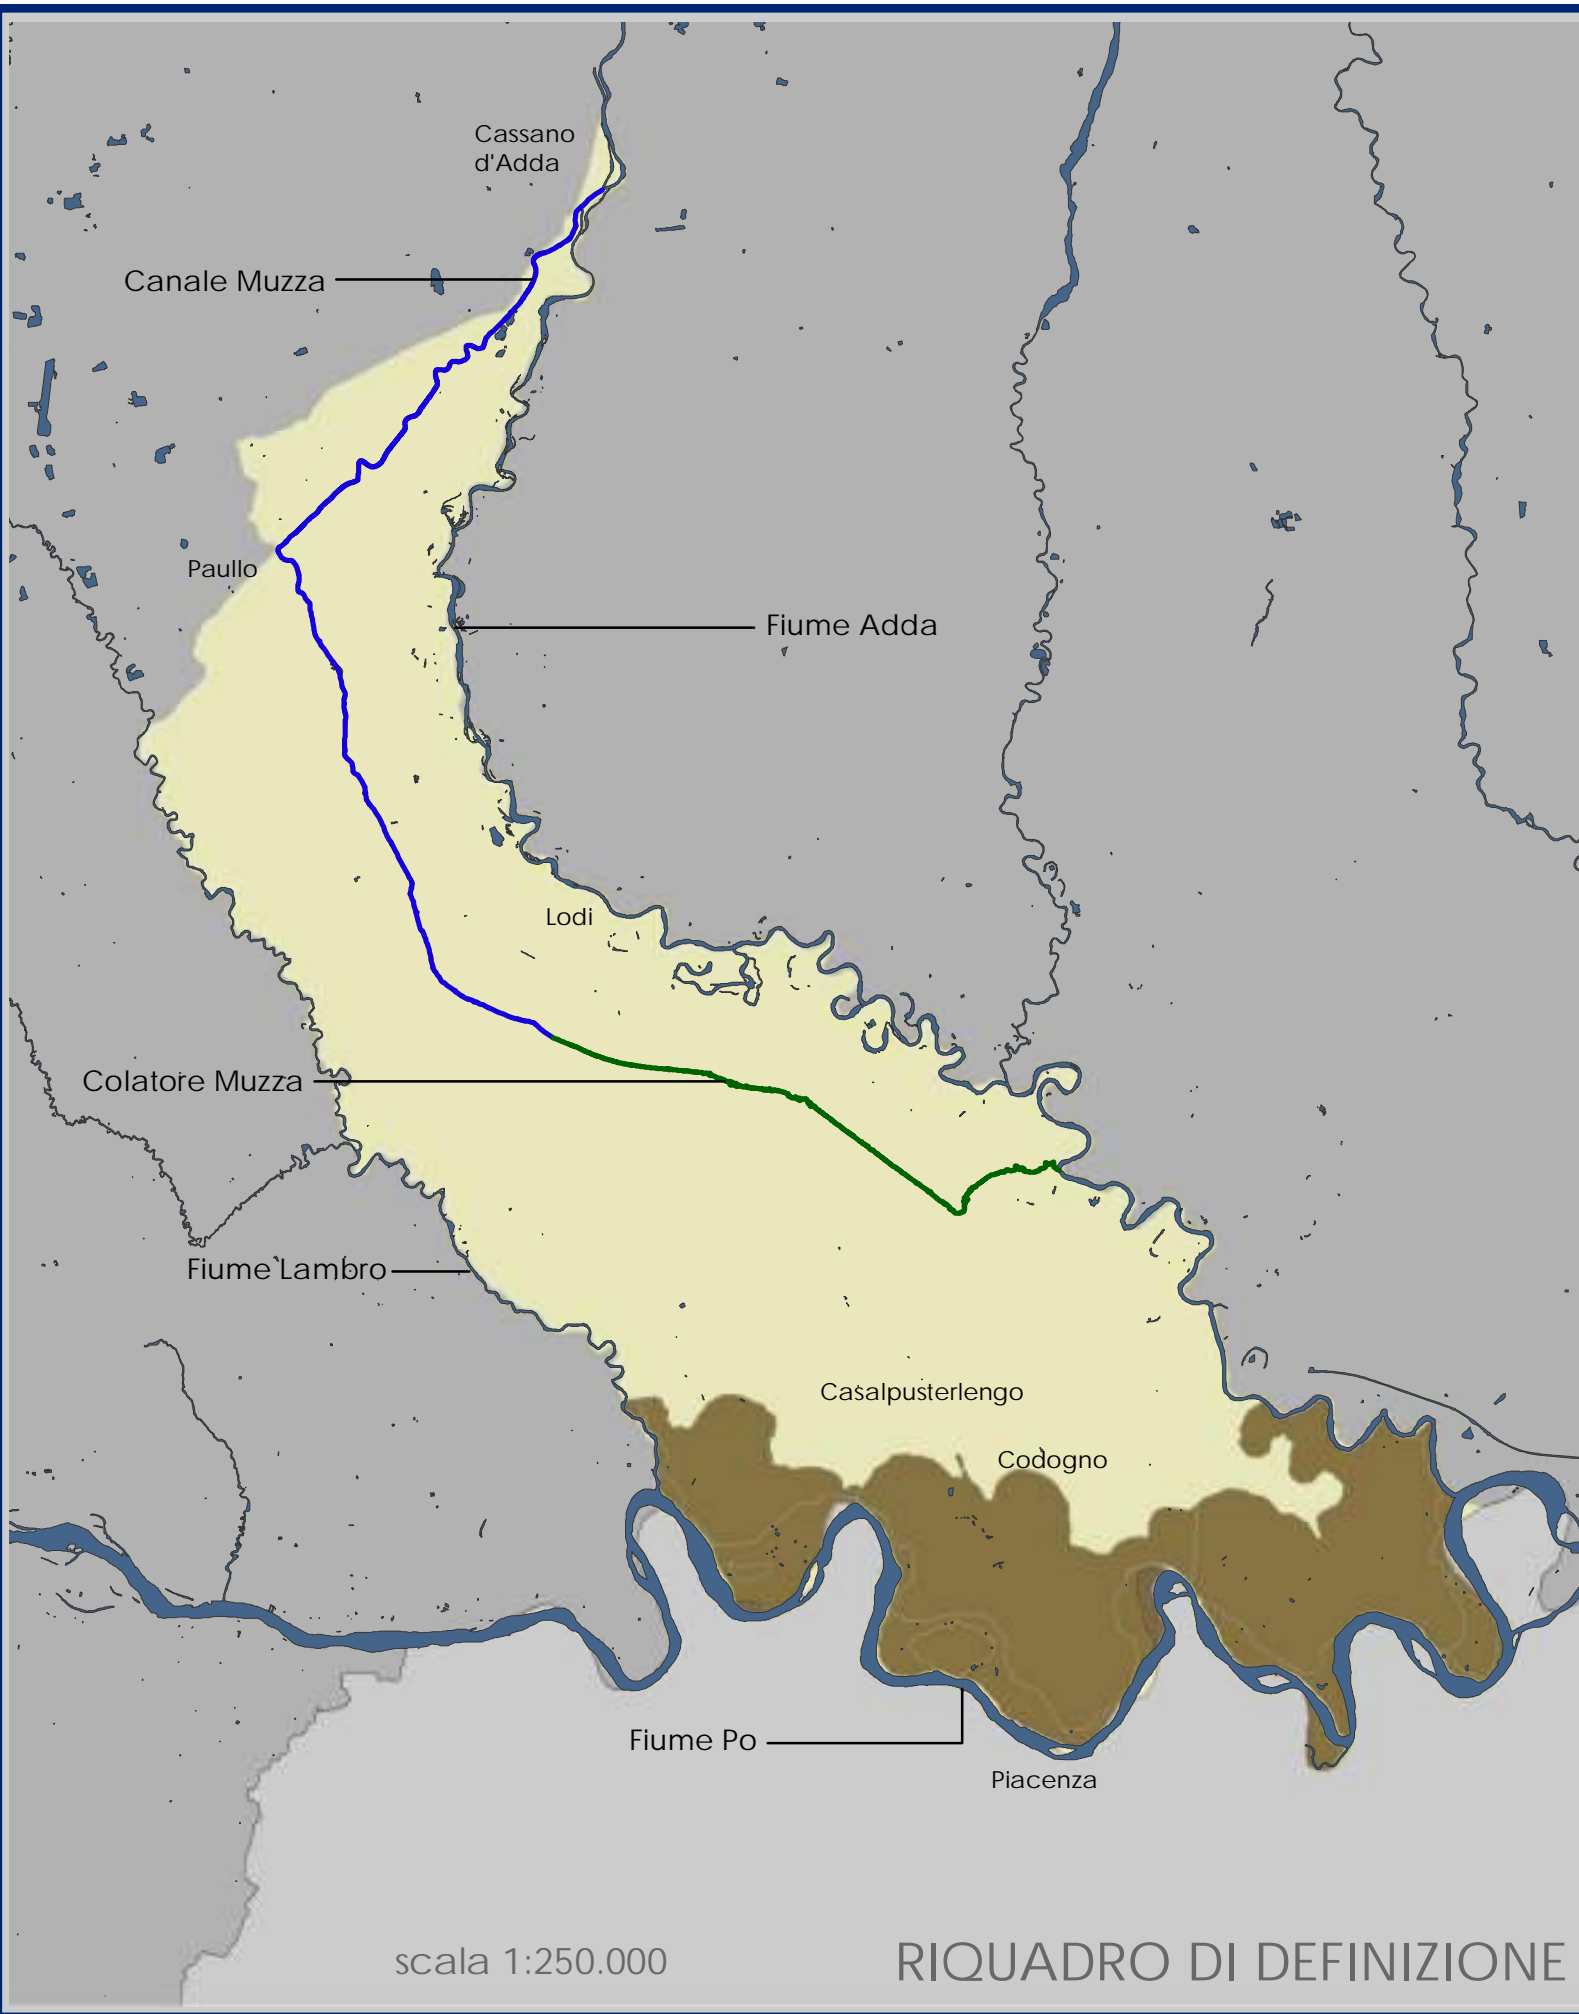 Cassano
d'Adda
Canale Muzza
Paullo
Fiume Adda
Lodi
Colatore Muzza
Fiume Lambro
Casalpusterlengo
Codogno
Fiume Po
Piacenza
scala 1:250.000
RIQUADRO DI DEFINIZIONE